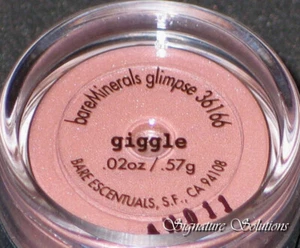 bareMinerals glimpse 36166
giggle
.02oz / .57g
BARE ESCENTUALS, S.F., CA 94108
Signature Solutions